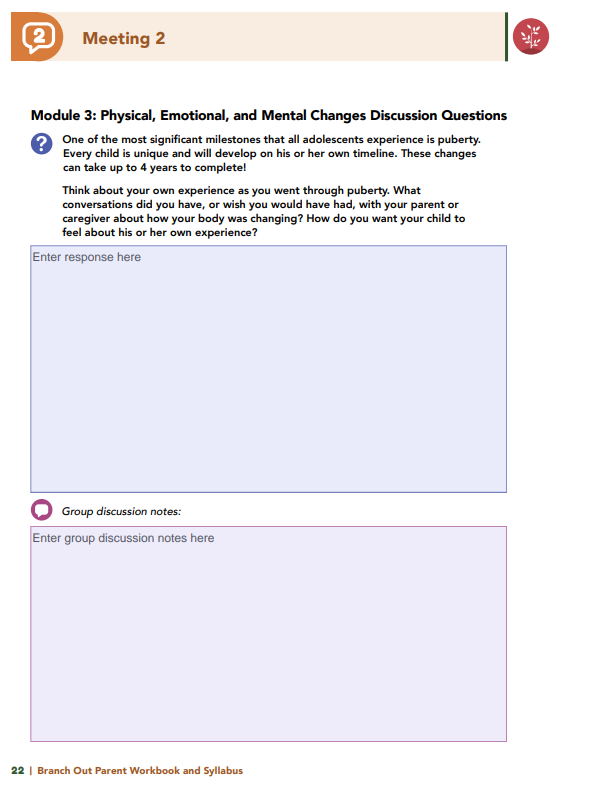 2
Meeting 2
Module 3: Physical, Emotional, and Mental Changes Discussion Questions
?
One of the most significant milestones that all adolescents experience is puberty.
Every child is unique and will develop on his or her own timeline. These changes
can take up to 4 years to complete!
Think about your own experience as you went through puberty. What
conversations did you have, or wish you would have had, with your parent or
caregiver about how your body was changing? How do you want your child to
feel about his or her own experience?
Enter response here
Group discussion notes:
Enter group discussion notes here
22 | Branch Out Parent Workbook and Syllabus